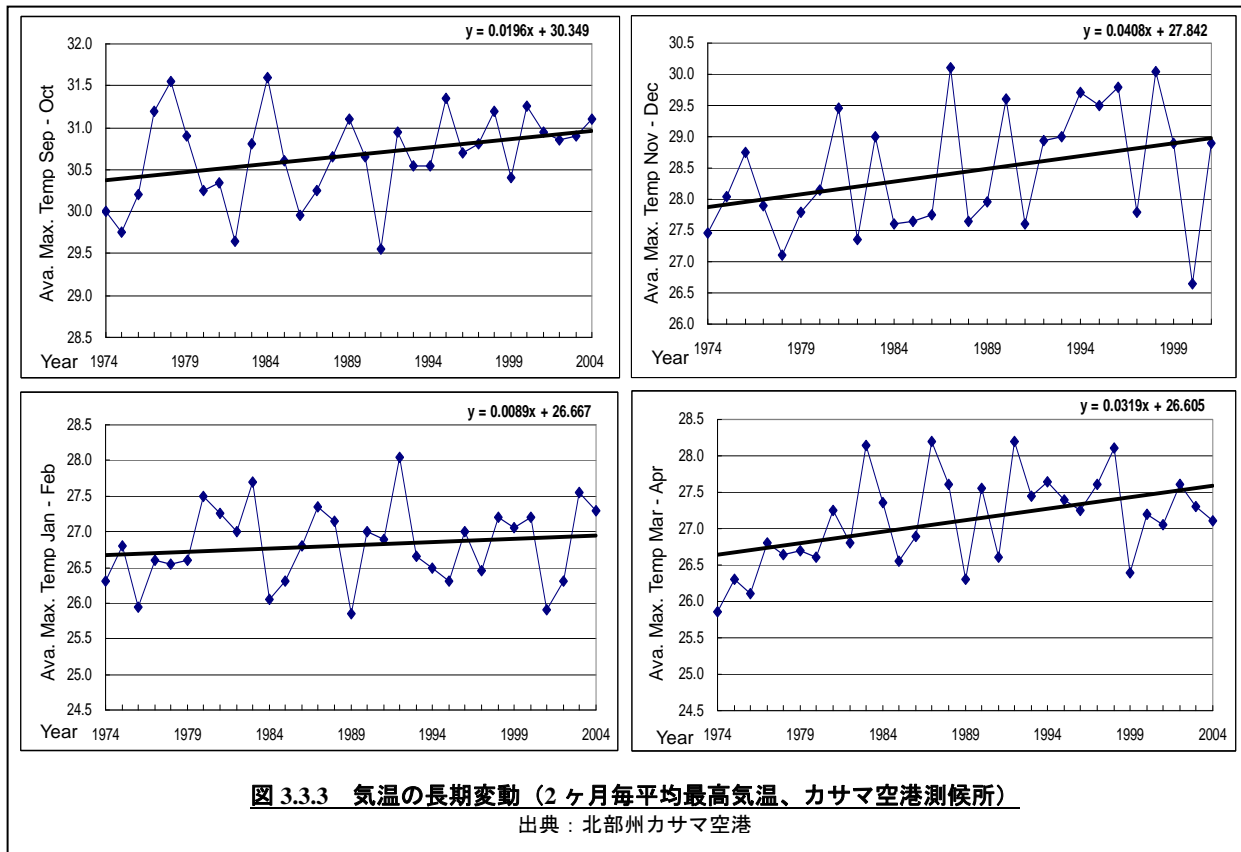 y = 0.0196x + 30.349
32.0
31.5
31.0
30.5
30.0
29.5
29.0
28.5
Ava. Max. Temp Sep - Oct
Year
1974 1979 1984 1989 1994 1999 2004
y = 0.0408x + 27.842
30.5
30.0
29.5
29.0
28.5
28.0
27.5
27.0
26.5
26.0
Ava. Max. Temp Nov - Dec
Year
1974 1979 1984 1989 1994 1999
y = 0.0089x + 26.667
28.5
28.0
27.5
27.0
26.5
26.0
25.5
25.0
24.5
Ava. Max. Temp Jan - Feb
Year
1974 1979 1984 1989 1994 1999 2004
y = 0.0319x + 26.605
28.5
28.0
27.5
27.0
26.5
26.0
25.5
25.0
24.5
Ava. Max. Temp Mar - Apr
Year
1974 1979 1984 1989 1994 1999 2004
図 3.3.3 気温の長期変動（2 ヶ月毎平均最高気温、カサマ空港測候所）
出典：北部州カサマ空港